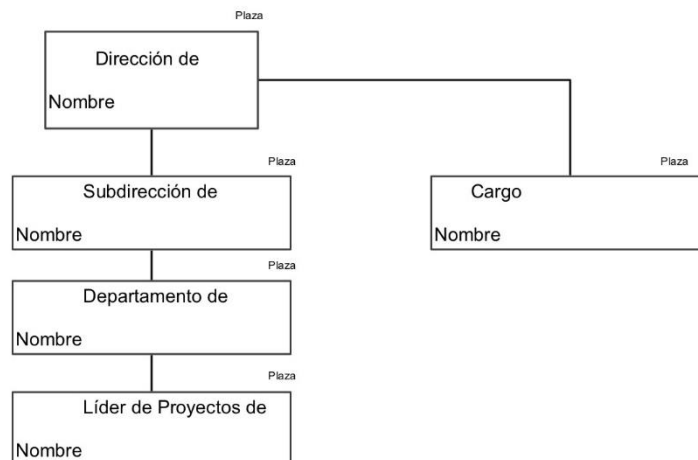 Plaza
Dirección de
Nombre
Plaza
Subdirección de
Nombre
Plaza
Cargo
Nombre
Plaza
Departamento de
Nombre
Plaza
Líder de Proyectos de
Nombre